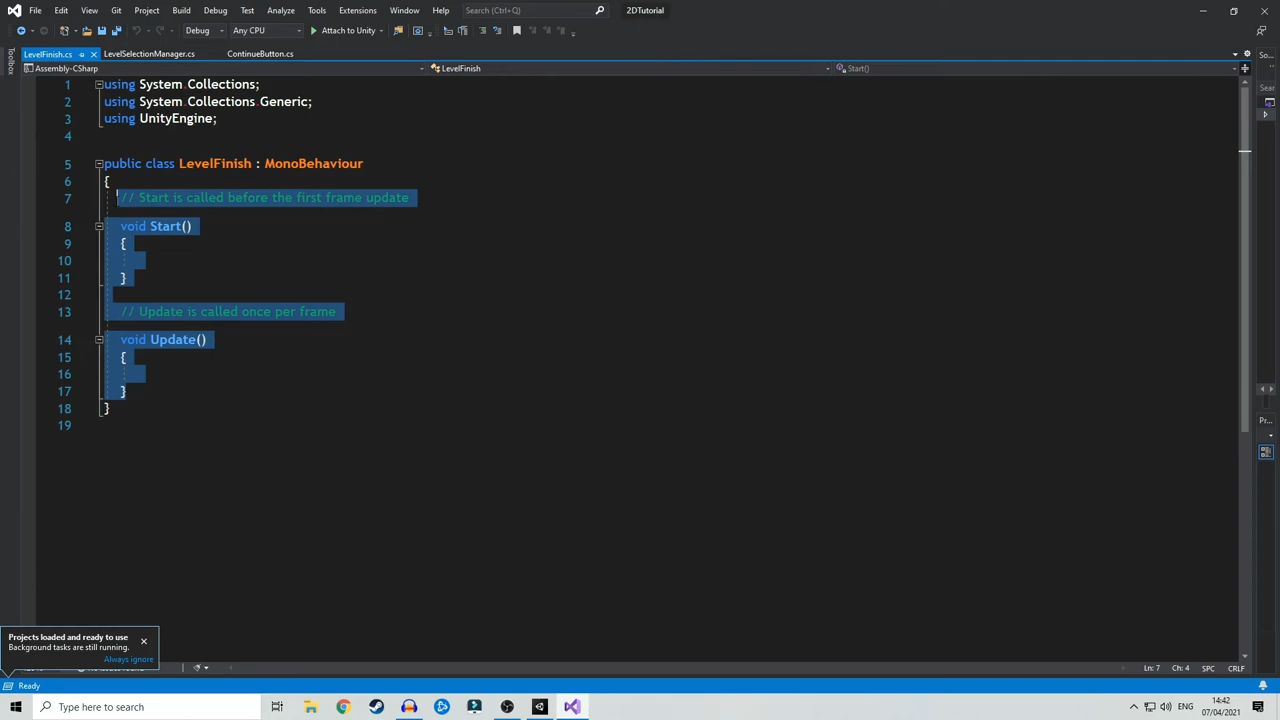 File Edit View Git Project Build Debug Test Analyze Tools Extensions Window Help Search (Ctrl+Q) 2DTutorial
Debug Any CPU Attach to Unity
LevelFinish.cs LevelSelectionManager.cs ContinueButton.cs
Toolbox
Assembly-CSharp LevelFinish Start()
1 using System.Collections;
2 using System.Collections.Generic;
3 using UnityEngine;
4
5 public class LevelFinish : MonoBehaviour
6 {
7 // Start is called before the first frame update
8 void Start()
9 {
10
11 }
12
13 // Update is called once per frame
14 void Update()
15 {
16
17 }
18 }
19
So...
Sear
Pr...
Projects loaded and ready to use
Background tasks are still running.
Always ignore
Ln: 7 Ch: 4 SPC CRLF
Ready
Type here to search
ENG
14:42
07/04/2021